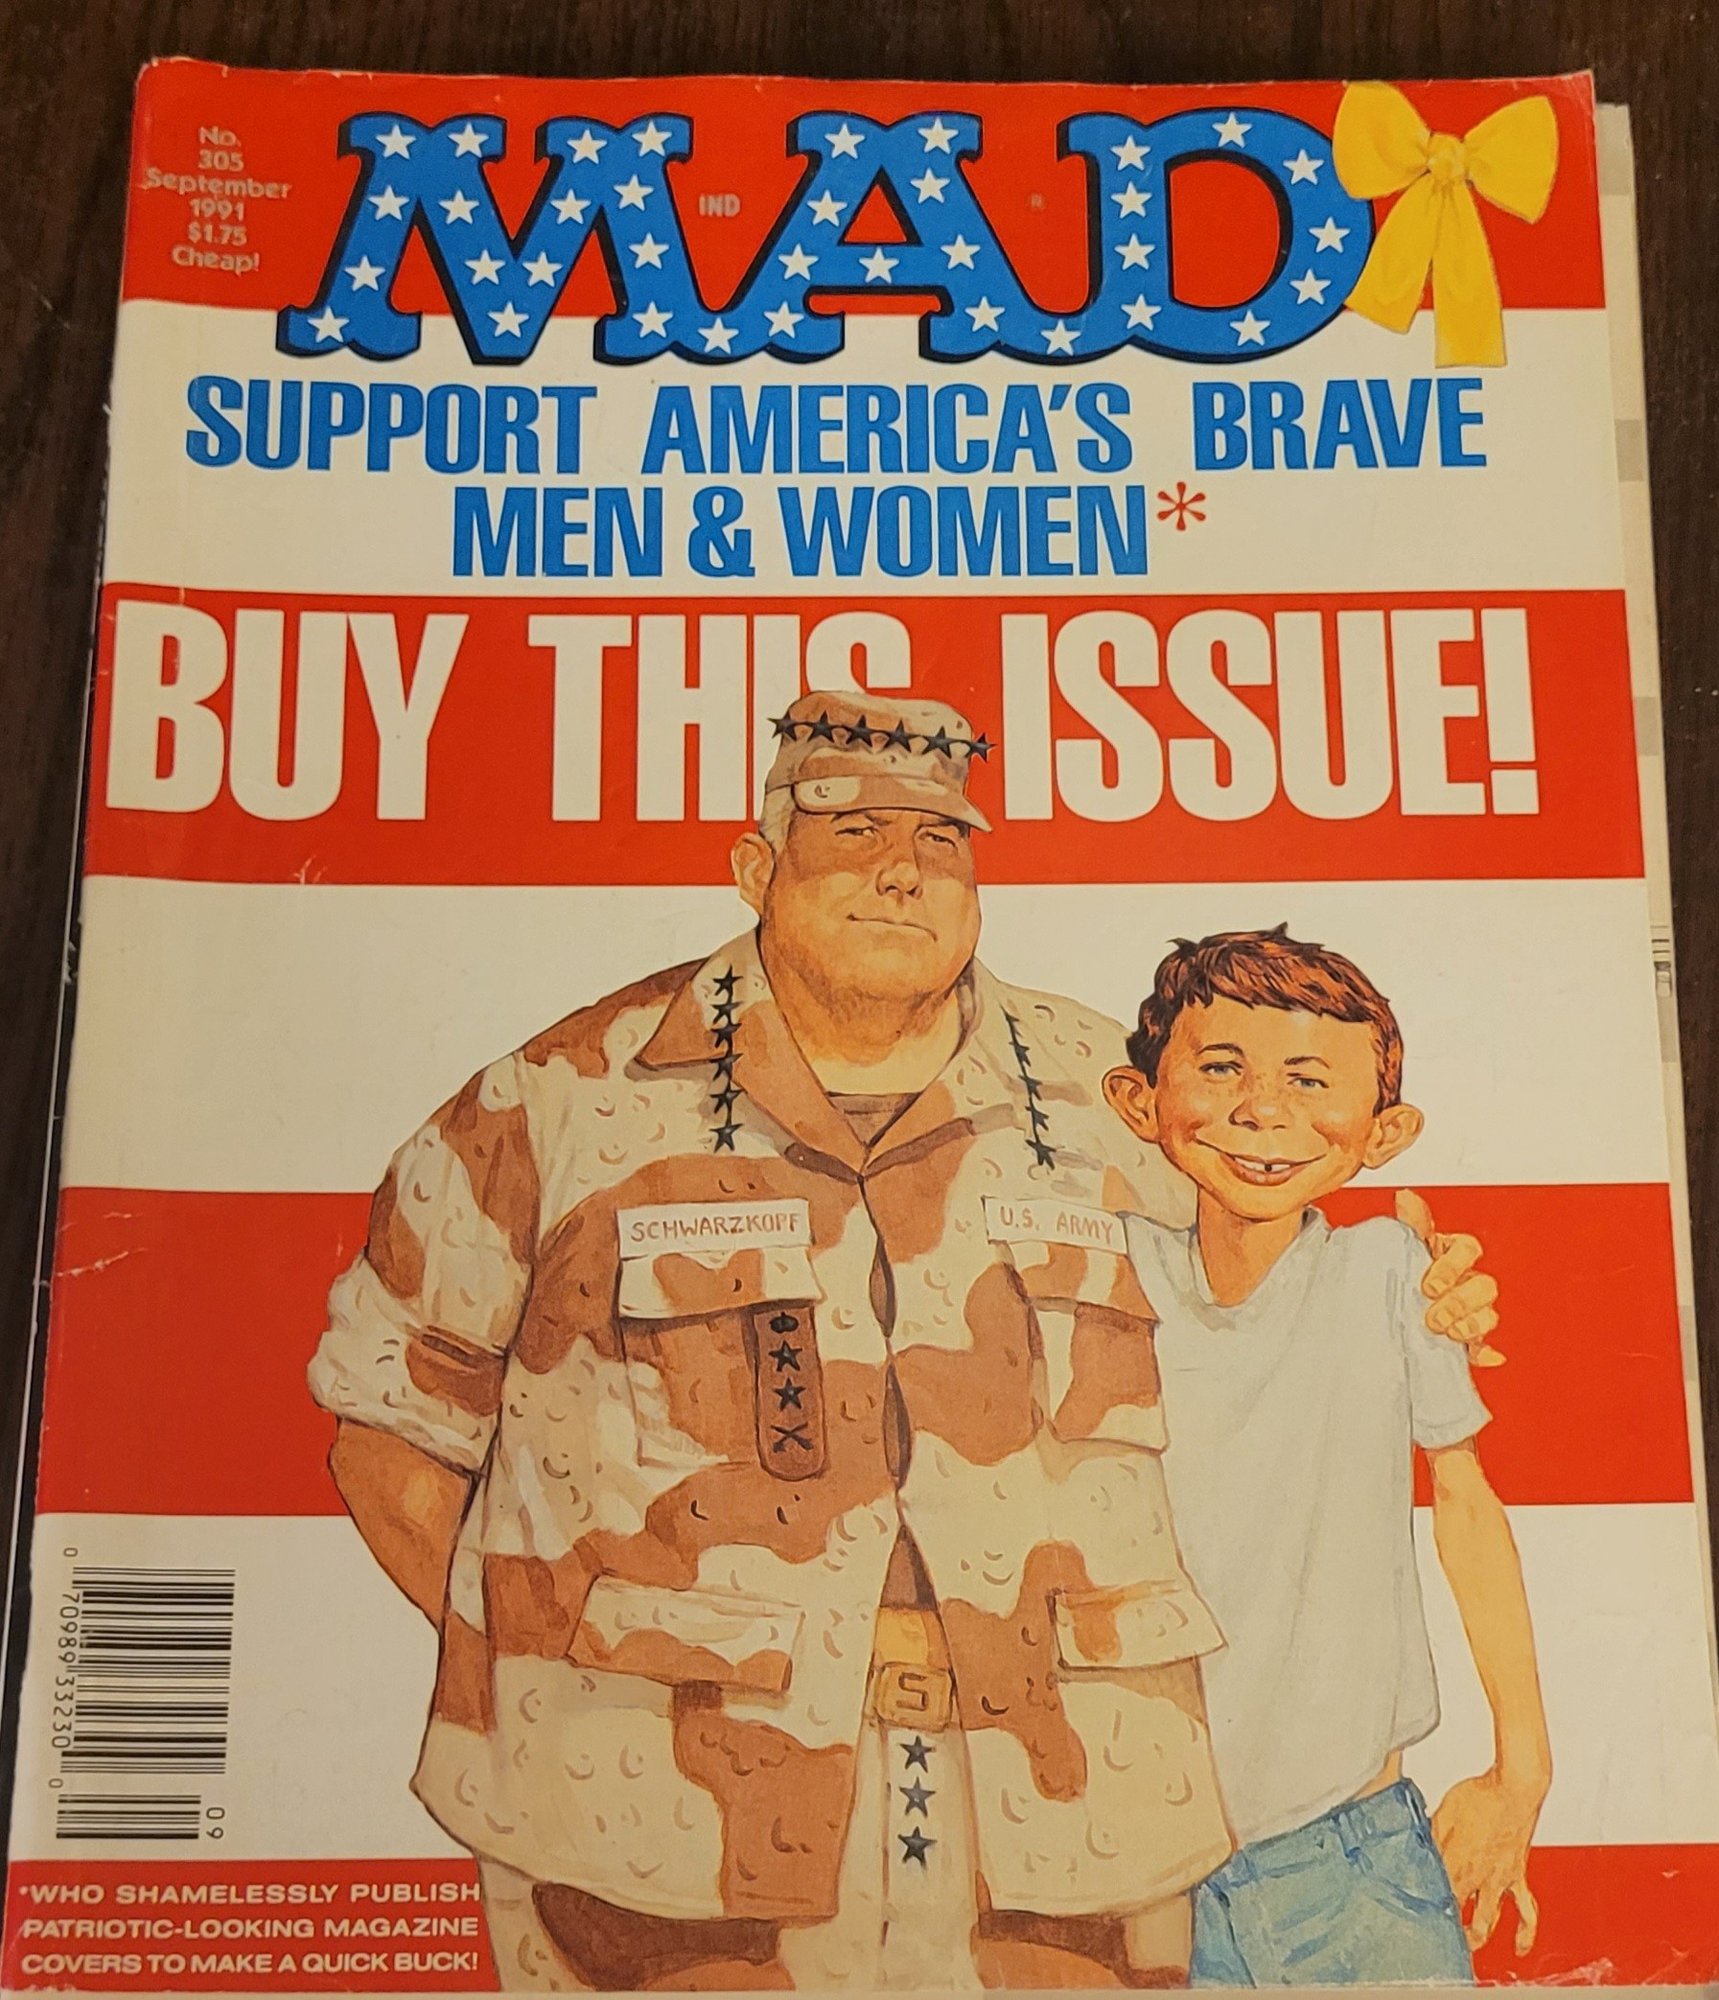 No.
305
September
1991
$1.75
Cheap!
MAD
IND
SUPPORT AMERICA'S BRAVE
MEN & WOMEN*
BUY THIS ISSUE!
SCHWARZKOPF
U.S. ARMY
S
0 70989 33230 0
09
*WHO SHAMELESSLY PUBLISH
PATRIOTIC-LOOKING MAGAZINE
COVERS TO MAKE A QUICK BUCK!